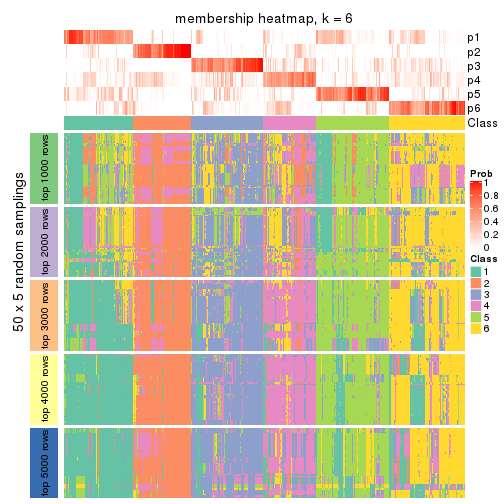 membership heatmap, k = 6
p1
p2
p3
p4
p5
p6
Class
50 x 5 random samplings
top 1000 rows
top 2000 rows
top 3000 rows
top 4000 rows
top 5000 rows
Prob
1
0.8
0.6
0.4
0.2
0
Class
1
2
3
4
5
6